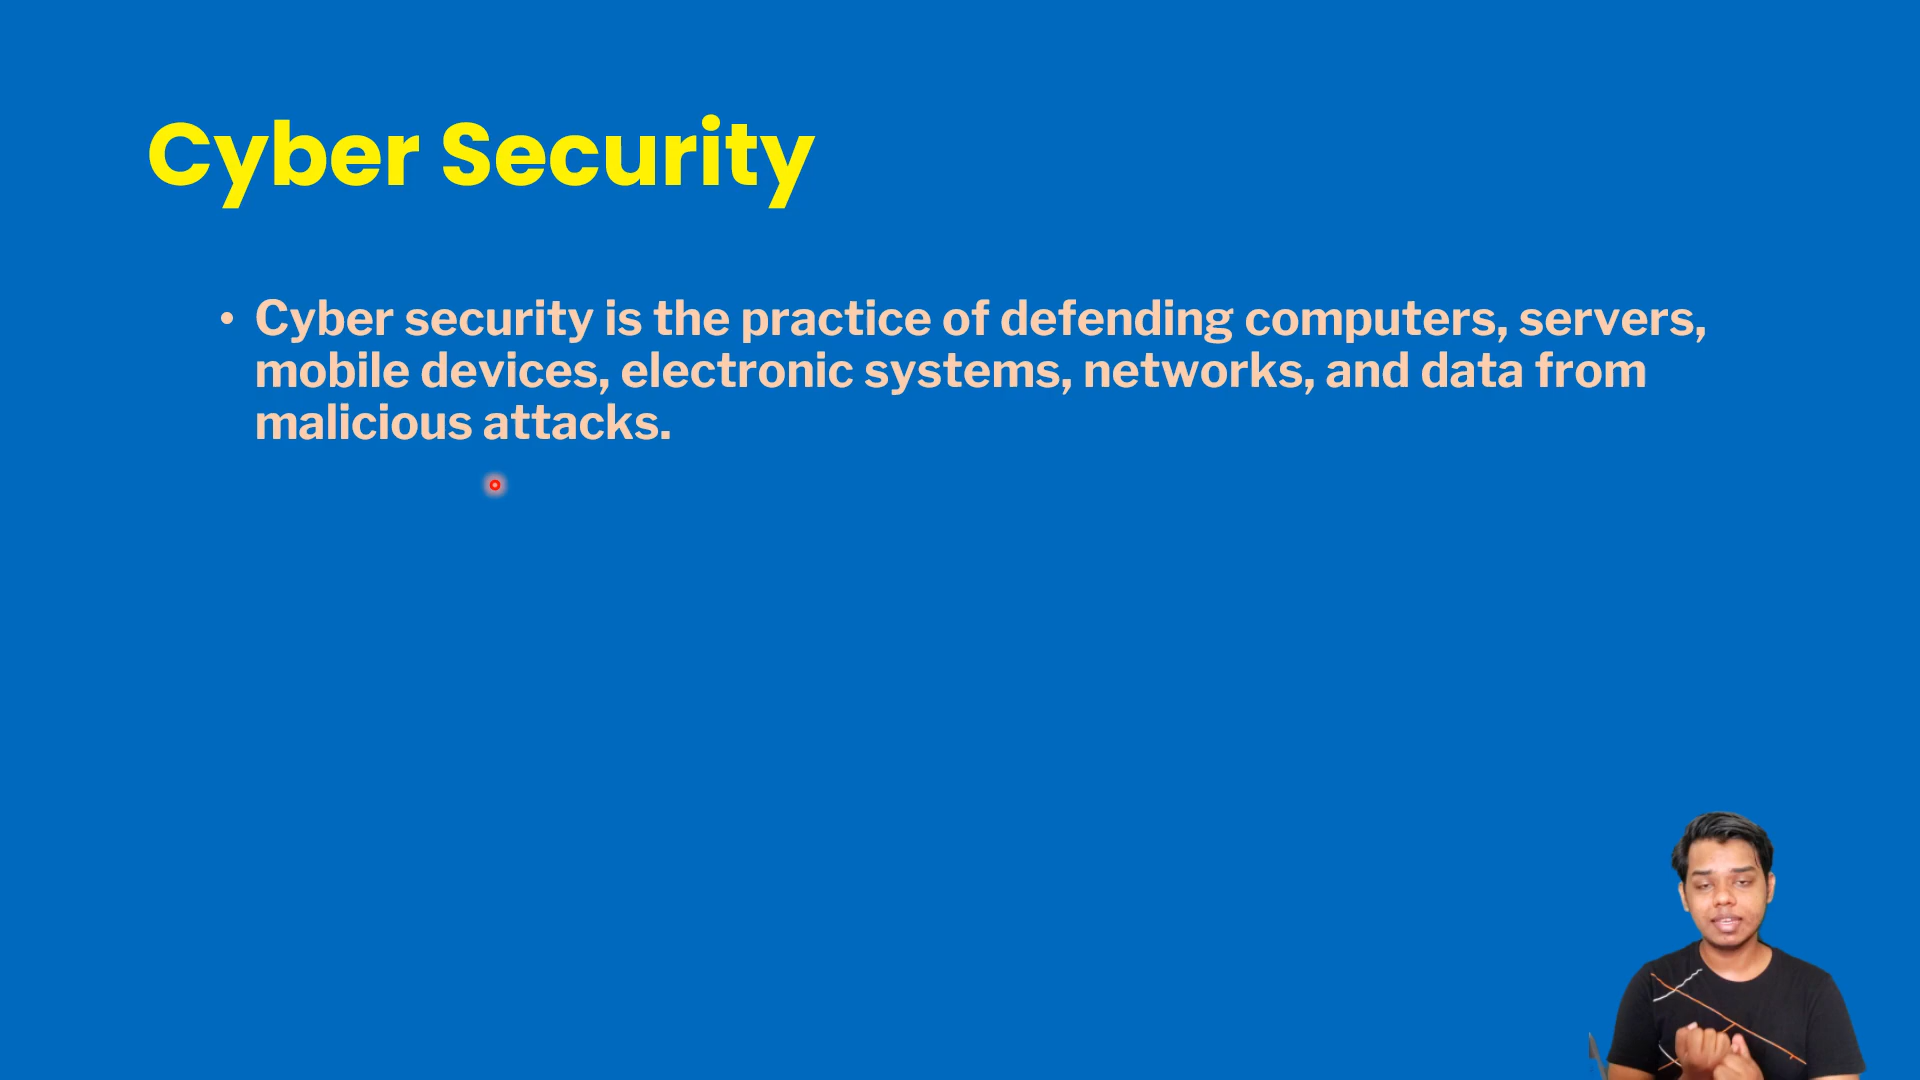 Cyber Security
• Cyber security is the practice of defending computers, servers,
mobile devices, electronic systems, networks, and data from
malicious attacks.